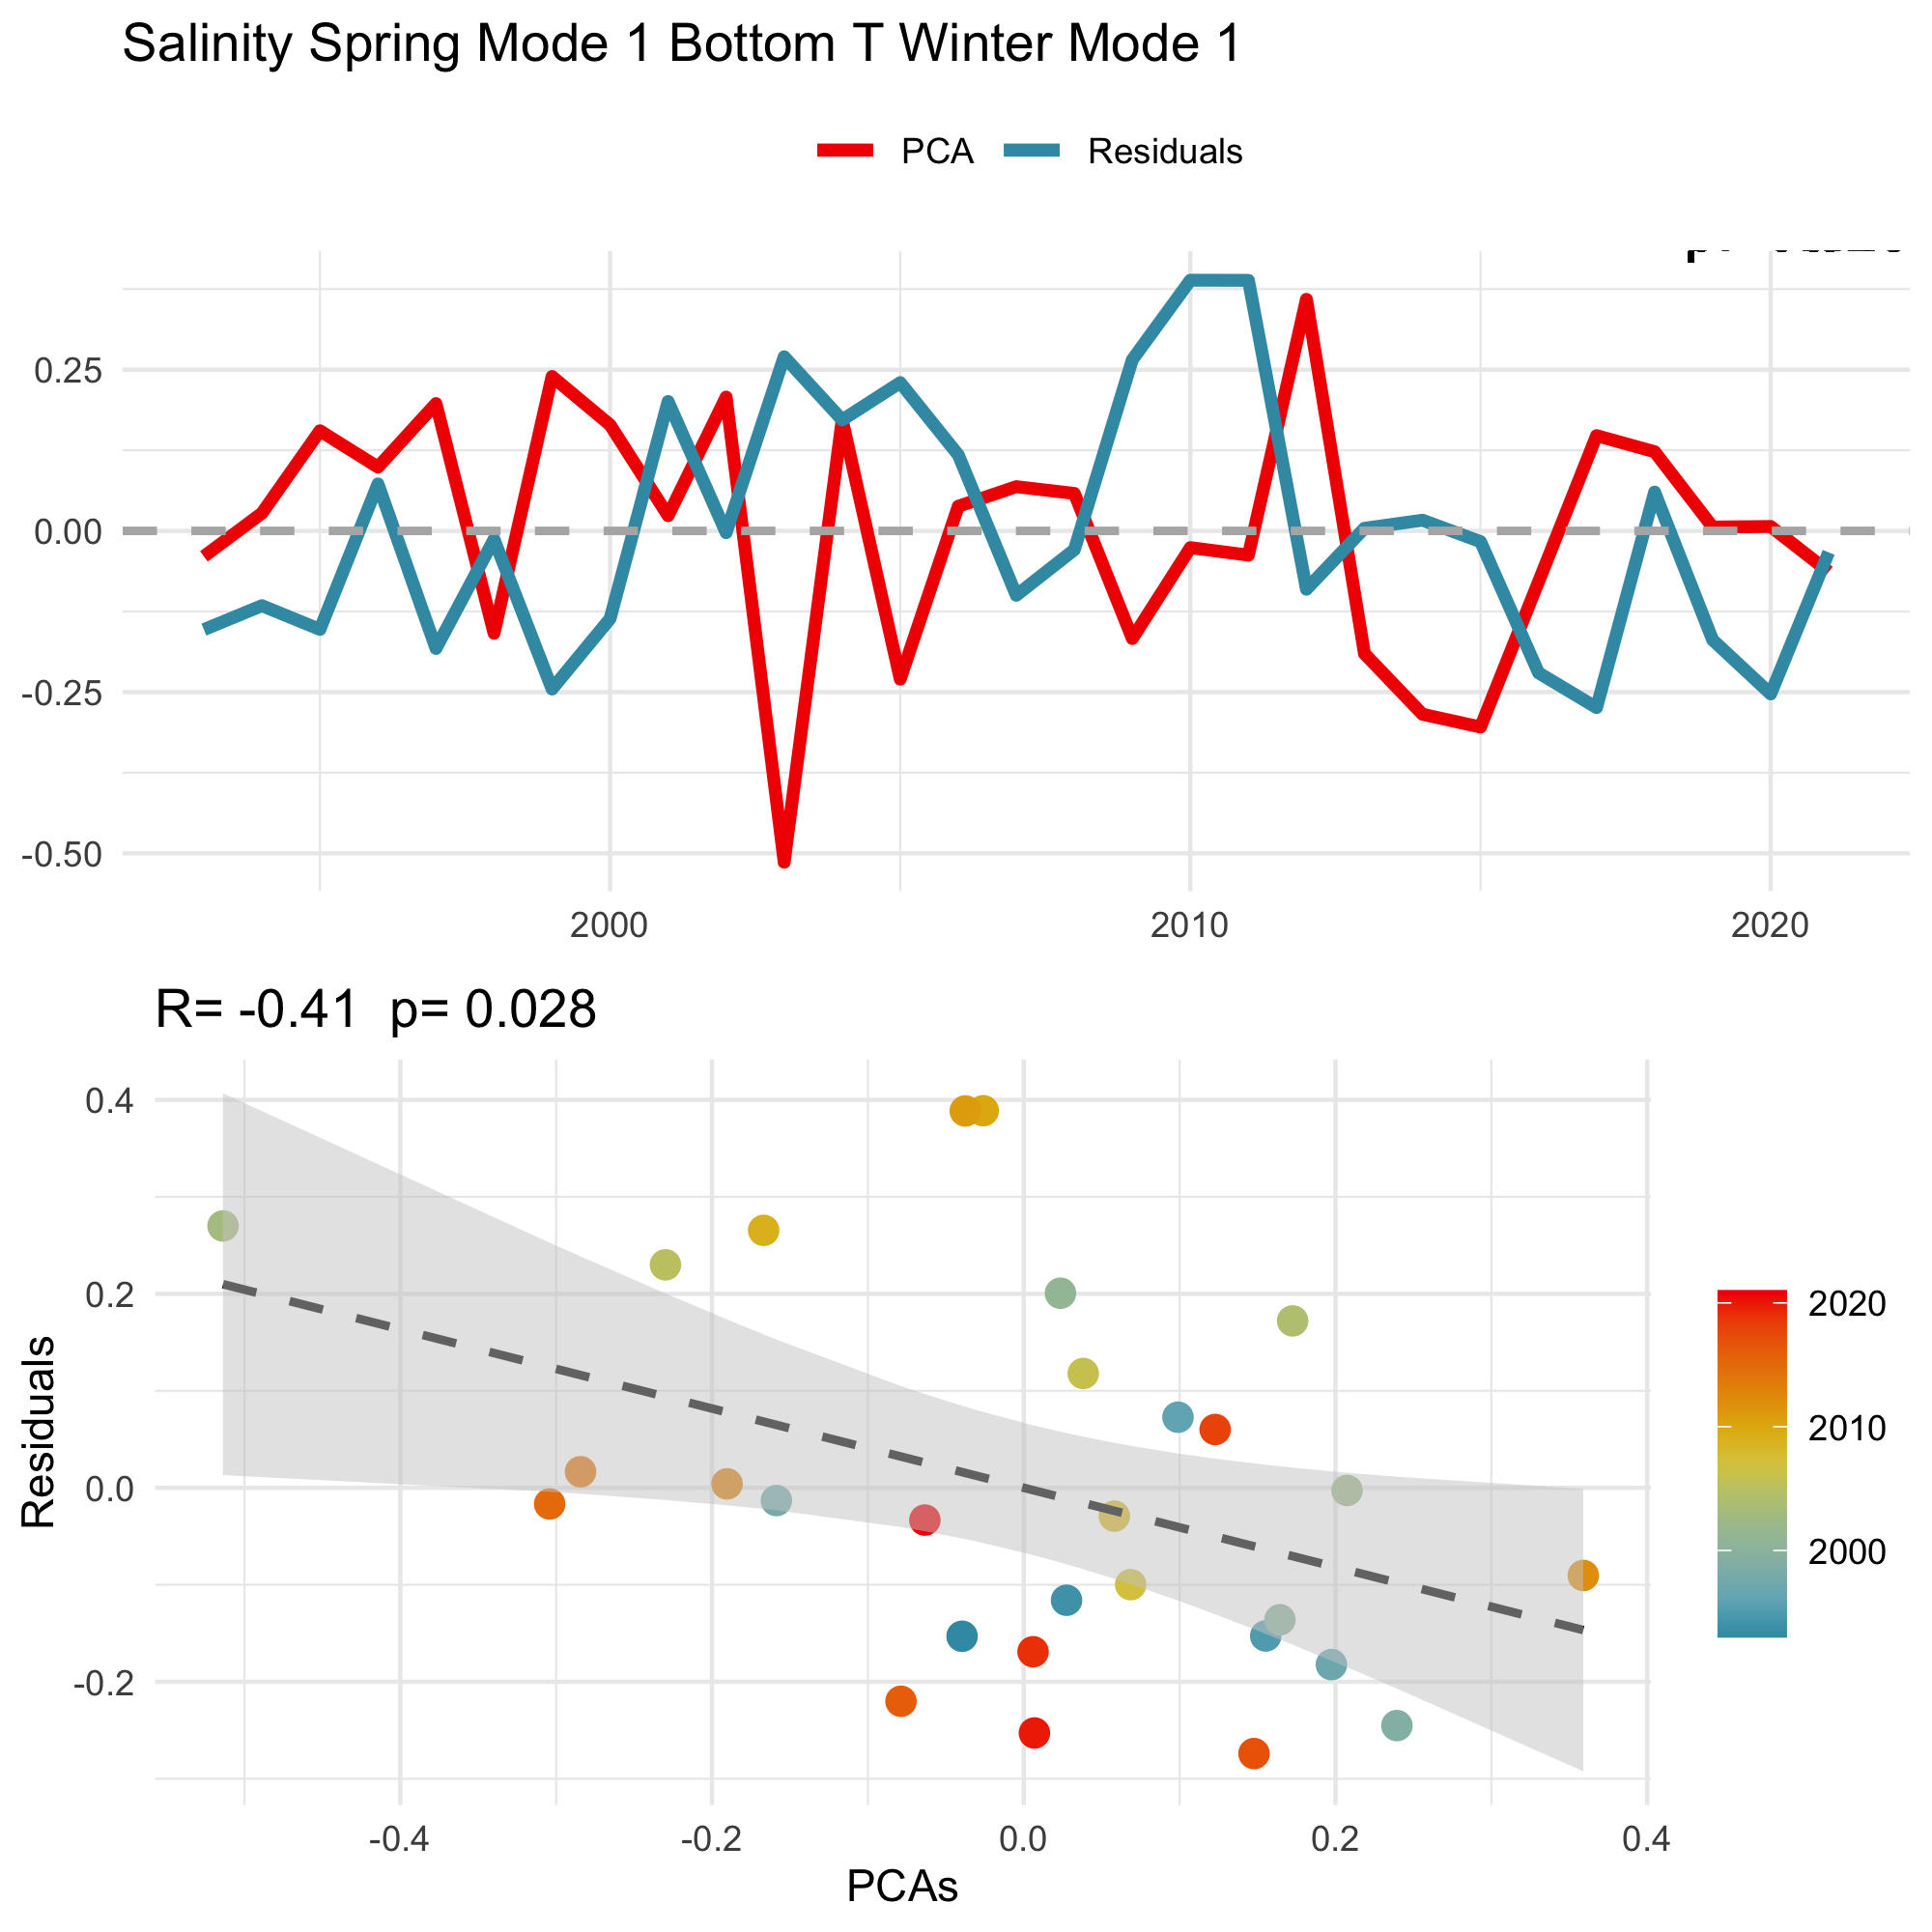 Salinity Spring Mode 1 Bottom T Winter Mode 1
PCA Residuals
0.25
0.00
-0.25
-0.50
2000 2010 2020
R= -0.41 p= 0.028
0.4
0.2
0.0
-0.2
Residuals
-0.4 -0.2 0.0 0.2 0.4
PCAs
2020
2010
2000